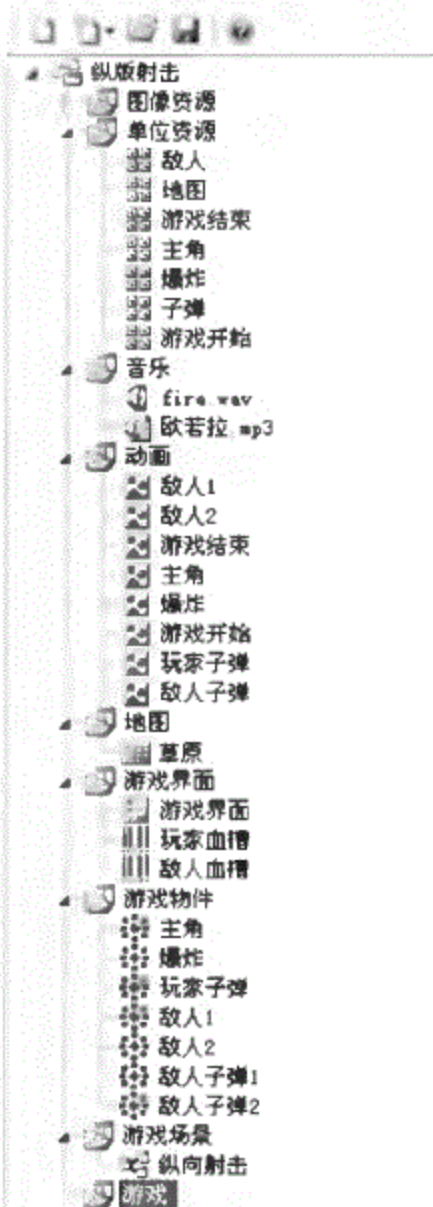 纵版射击
图像资源
单位资源
敌人
地图
游戏结束
主角
爆炸
子弹
游戏开始
音乐
fire.wav
欧若拉.mp3
动画
敌人1
敌人2
游戏结束
主角
爆炸
游戏开始
玩家子弹
敌人子弹
地图
草原
游戏界面
游戏界面
玩家血槽
敌人血槽
游戏物件
主角
爆炸
玩家子弹
敌人1
敌人2
敌人子弹1
敌人子弹2
游戏场景
纵向射击
游戏